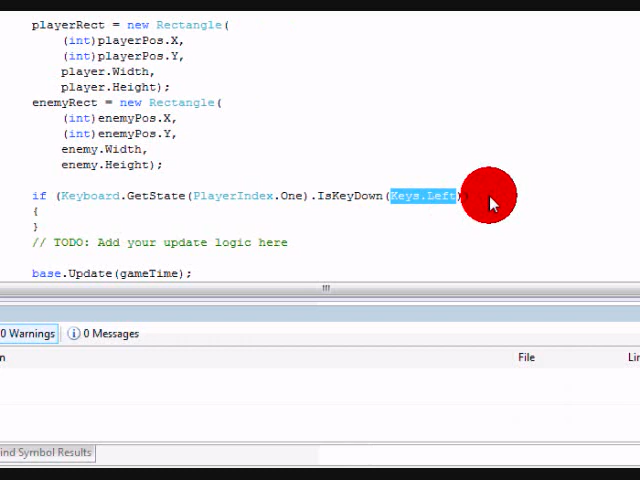 playerRect = new Rectangle(
(int)playerPos.X,
(int)playerPos.Y,
player.Width,
player.Height);
enemyRect = new Rectangle(
(int)enemyPos.X,
(int)enemyPos.Y,
enemy.Width,
enemy.Height);
if (Keyboard.GetState(PlayerIndex.One).IsKeyDown(Keys.Left))
{
}
// TODO: Add your update logic here
base.Update(gameTime);
0 Warnings 0 Messages
File
ind Symbol Results